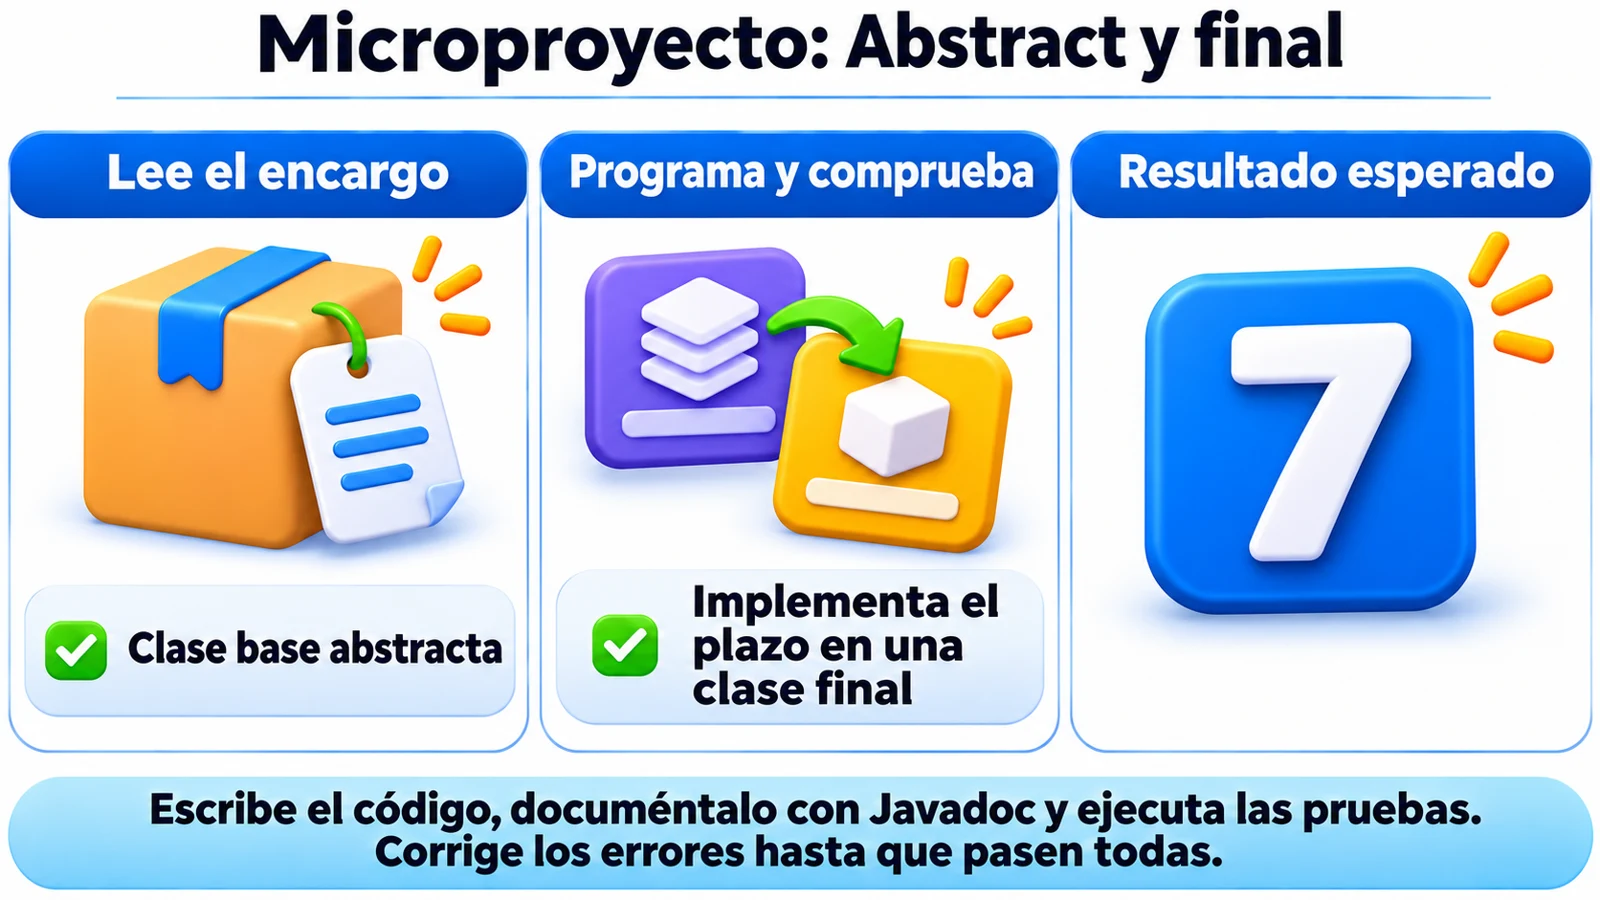 Microproyecto: Abstract y final
Lee el encargo
Clase base abstracta
Programa y comprueba
Implementa el
plazo en una
clase final
Resultado esperado
7
Escribe el código, documéntalo con Javadoc y ejecuta las pruebas.
Corrige los errores hasta que pasen todas.